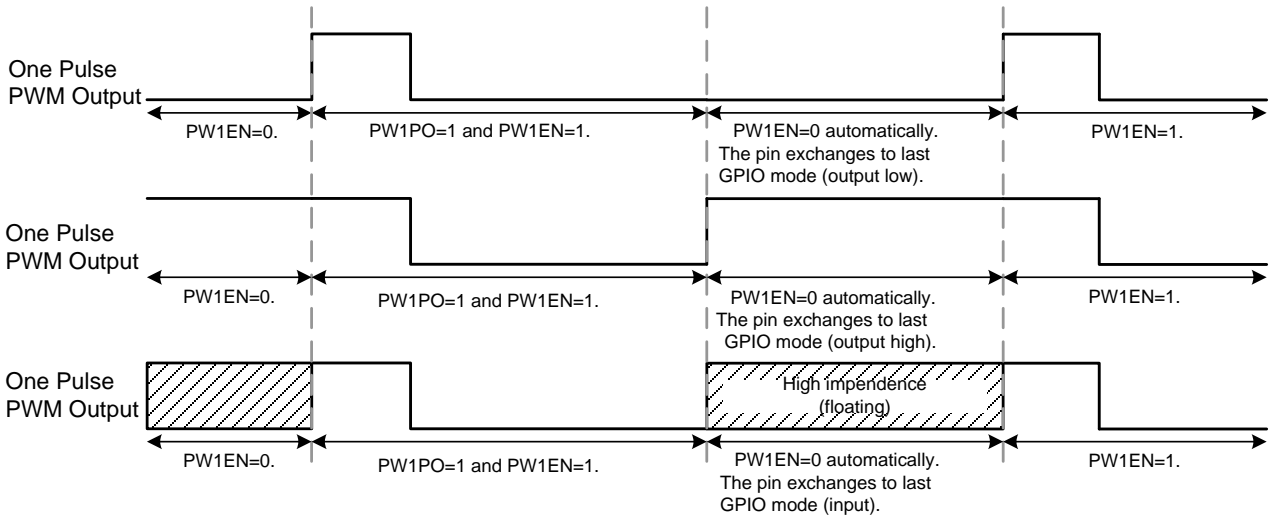 One Pulse
PWM Output
PW1EN=0.
PW1PO=1 and PW1EN=1.
PW1EN=0 automatically.
The pin exchanges to last
GPIO mode (output low).
PW1EN=1.
One Pulse
PWM Output
PW1EN=0.
PW1PO=1 and PW1EN=1.
PW1EN=0 automatically.
The pin exchanges to last
GPIO mode (output high).
PW1EN=1.
One Pulse
PWM Output
High impendence
(floating)
PW1EN=0.
PW1PO=1 and PW1EN=1.
PW1EN=0 automatically.
The pin exchanges to last
GPIO mode (input).
PW1EN=1.